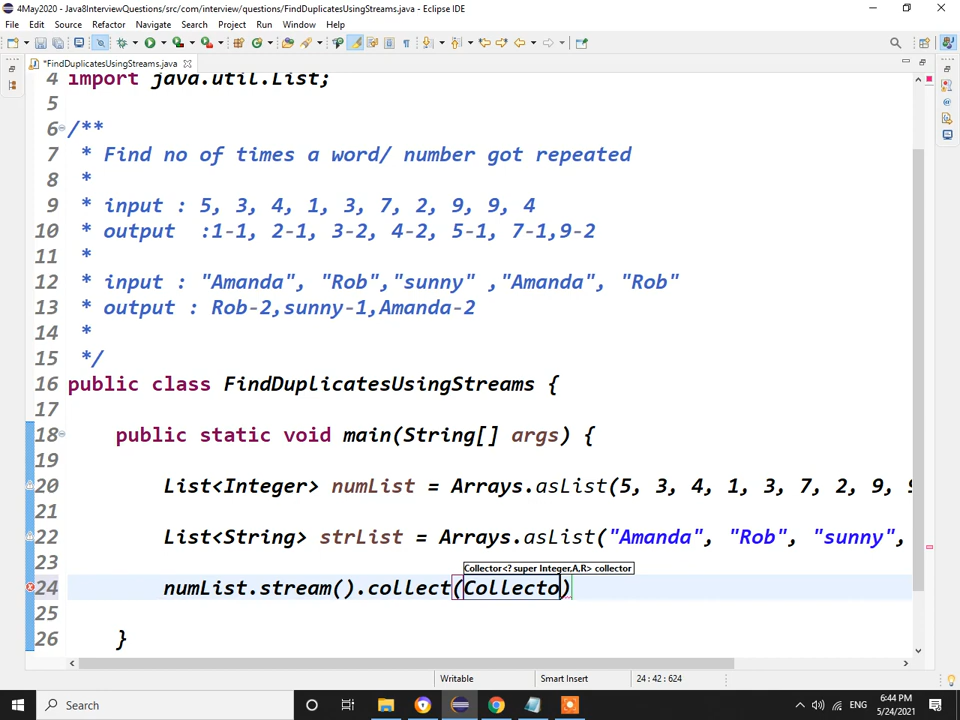 4May2020 - Java8InterviewQuestions/src/com/interview/questions/FindDuplicatesUsingStreams.java - Eclipse IDE
File Edit Source Refactor Navigate Search Project Run Window Help
*FindDuplicatesUsingStreams.java
4 import java.util.List;
5
6 /**
7 * Find no of times a word/ number got repeated
8 *
9 * input : 5, 3, 4, 1, 3, 7, 2, 9, 9, 4
10 * output :1-1, 2-1, 3-2, 4-2, 5-1, 7-1,9-2
11 *
12 * input : "Amanda", "Rob","sunny" ,"Amanda", "Rob"
13 * output : Rob-2,sunny-1,Amanda-2
14 *
15 */
16 public class FindDuplicatesUsingStreams {
17
18 public static void main(String[] args) {
19
20 List<Integer> numList = Arrays.asList(5, 3, 4, 1, 3, 7, 2, 9, 9
21
22 List<String> strList = Arrays.asList("Amanda", "Rob", "sunny",
23
Collector<? super Integer,A,R> collector
24 numList.stream().collect(Collecto)
25
26 }
Writable Smart Insert 24 : 42 : 624
Search
6:44 PM
ENG
5/24/2021